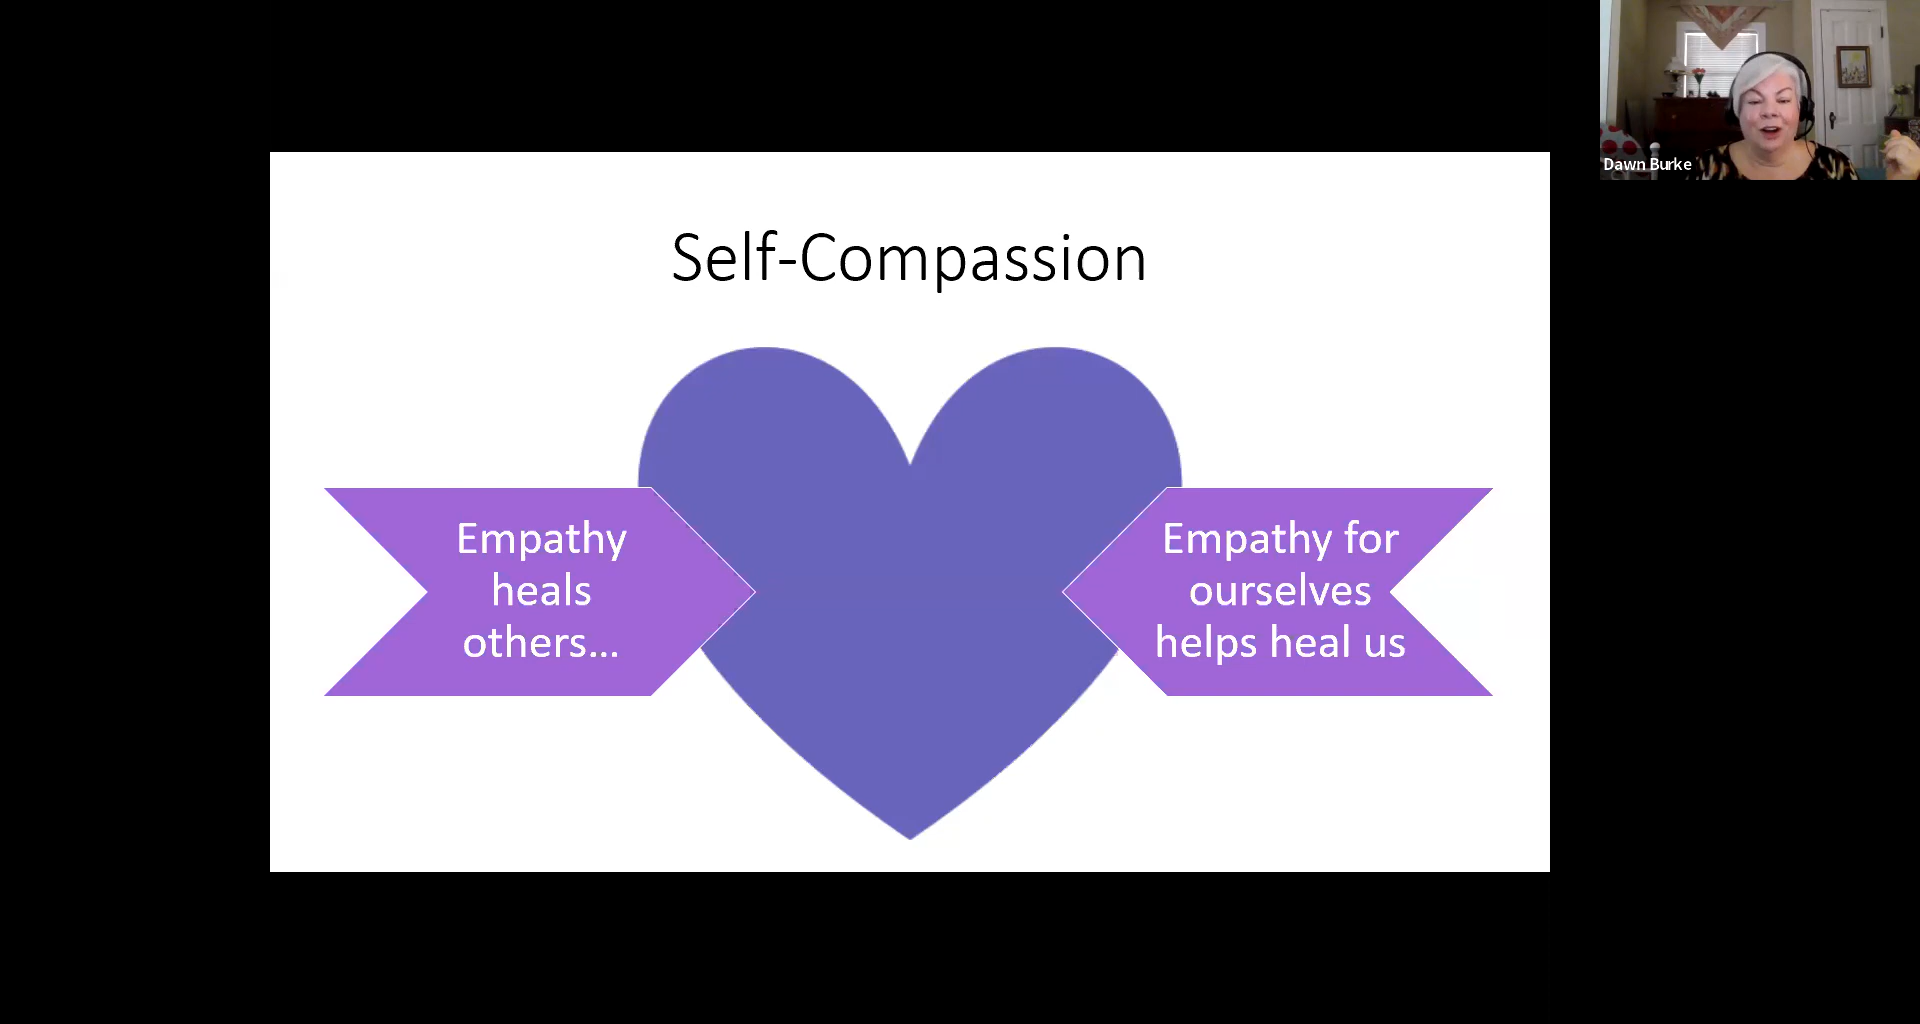 Self-Compassion
Empathy
heals
others...
Empathy for
ourselves
helps heal us
Dawn Burke